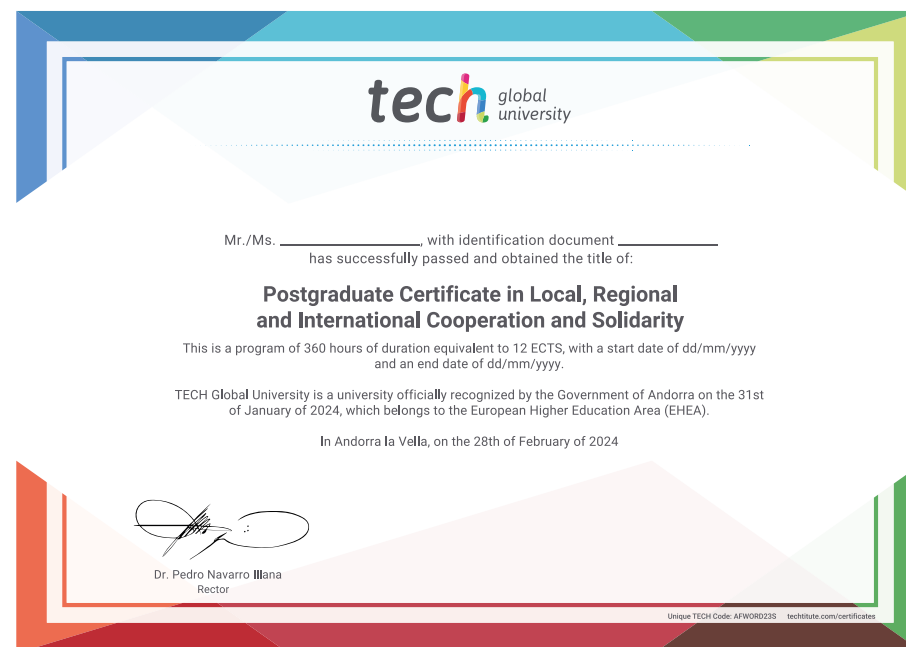 tech global university
Mr./Ms. ____________________, with identification document ______________
has successfully passed and obtained the title of:
Postgraduate Certificate in Local, Regional
and International Cooperation and Solidarity
This is a program of 360 hours of duration equivalent to 12 ECTS, with a start date of dd/mm/yyyy
and an end date of dd/mm/yyyy.
TECH Global University is a university officially recognized by the Government of Andorra on the 31st
of January of 2024, which belongs to the European Higher Education Area (EHEA).
In Andorra la Vella, on the 28th of February of 2024
Dr. Pedro Navarro Illana
Rector
Unique TECH Code: AFWORD23S techtitute.com/certificates